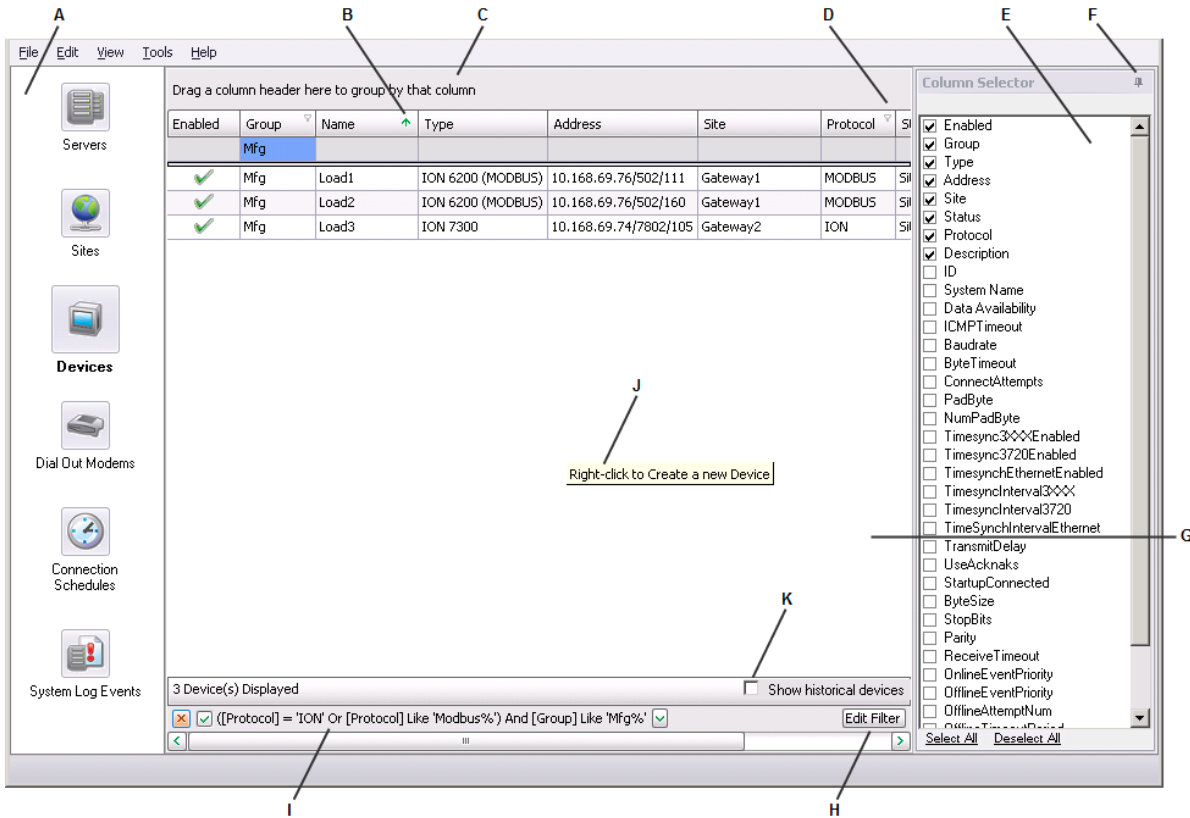 A B C D E F
File Edit View Tools Help
Servers
Sites
Devices
Dial Out Modems
Connection
Schedules
System Log Events
Drag a column header here to group by that column
Enabled Group Name Type Address Site Protocol
Mfg
Mfg Load1 ION 6200 (MODBUS) 10.168.69.76/502/111 Gateway1 MODBUS
Mfg Load2 ION 6200 (MODBUS) 10.168.69.76/502/160 Gateway1 MODBUS
Mfg Load3 ION 7300 10.168.69.74/7802/105 Gateway2 ION
J
Right-click to Create a new Device
G
K
3 Device(s) Displayed Show historical devices
([Protocol] = 'ION' Or [Protocol] Like 'Modbus%') And [Group] Like 'Mfg%' Edit Filter
Column Selector
Enabled
Group
Type
Address
Site
Status
Protocol
Description
ID
System Name
Data Availability
ICMPTimeout
Baudrate
ByteTimeout
ConnectAttempts
PadByte
NumPadByte
Timesync3XXXEnabled
Timesync3720Enabled
TimesynchEthernetEnabled
TimesyncInterval3XXX
TimesyncInterval3720
TimeSynchIntervalEthernet
TransmitDelay
UseAcknaks
StartupConnected
ByteSize
StopBits
Parity
ReceiveTimeout
OnlineEventPriority
OfflineEventPriority
OfflineAttemptNum
OfflineTimeoutPeriod
Select All Deselect All
I H